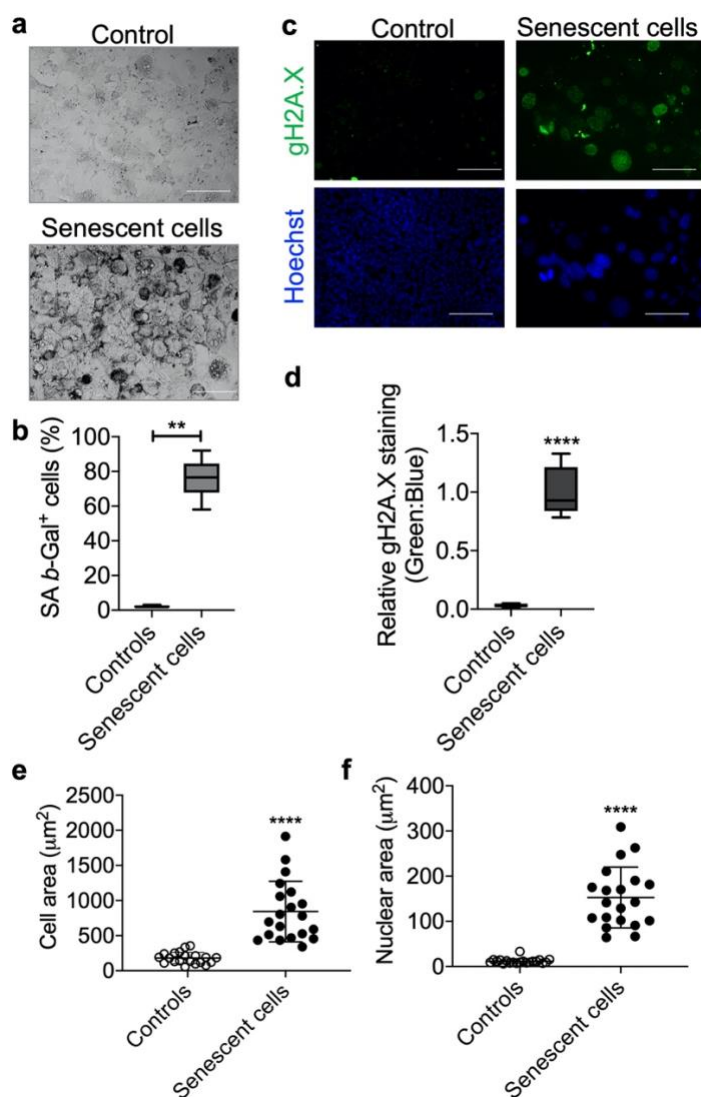 a
Control
Senescent cells
b
SA b-Gal⁺ cells (%)
100
80
60
40
20
0
**
Controls
Senescent cells
c
Control
Senescent cells
gH2A.X
Hoechst
d
Relative gH2A.X staining
(Green:Blue)
1.5
1.0
0.5
0.0
****
Controls
Senescent cells
e
Cell area (μm²)
2500
2000
1500
1000
500
0
****
Controls
Senescent cells
f
Nuclear area (μm²)
400
300
200
100
0
****
Controls
Senescent cells